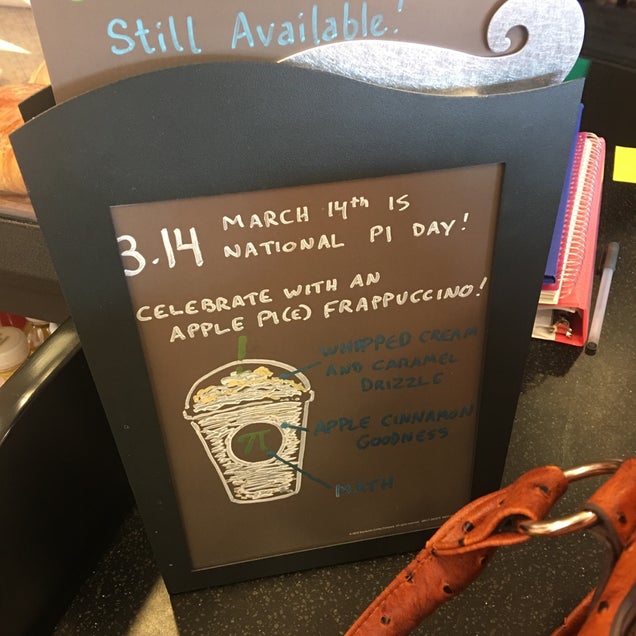 Still Available!
3.14 MARCH 14th IS
NATIONAL PI DAY!
CELEBRATE WITH AN
APPLE PI(E) FRAPPUCCINO!
WHIPPED CREAM
AND CARAMEL
DRIZZLE
APPLE CINNAMON
GOODNESS
π
MATH